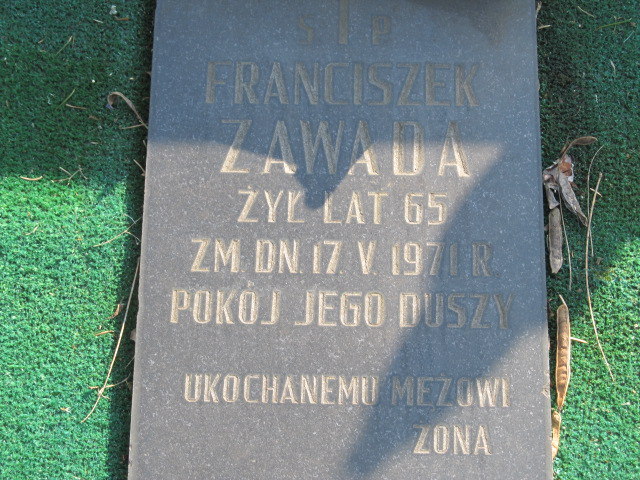 ś † p
FRANCISZEK
ZAWADA
ŻYŁ LAT 65
ZM. DN. 17. V. 1971 R.
POKÓJ JEGO DUSZY
UKOCHANEMU MĘŻOWI
ŻONA